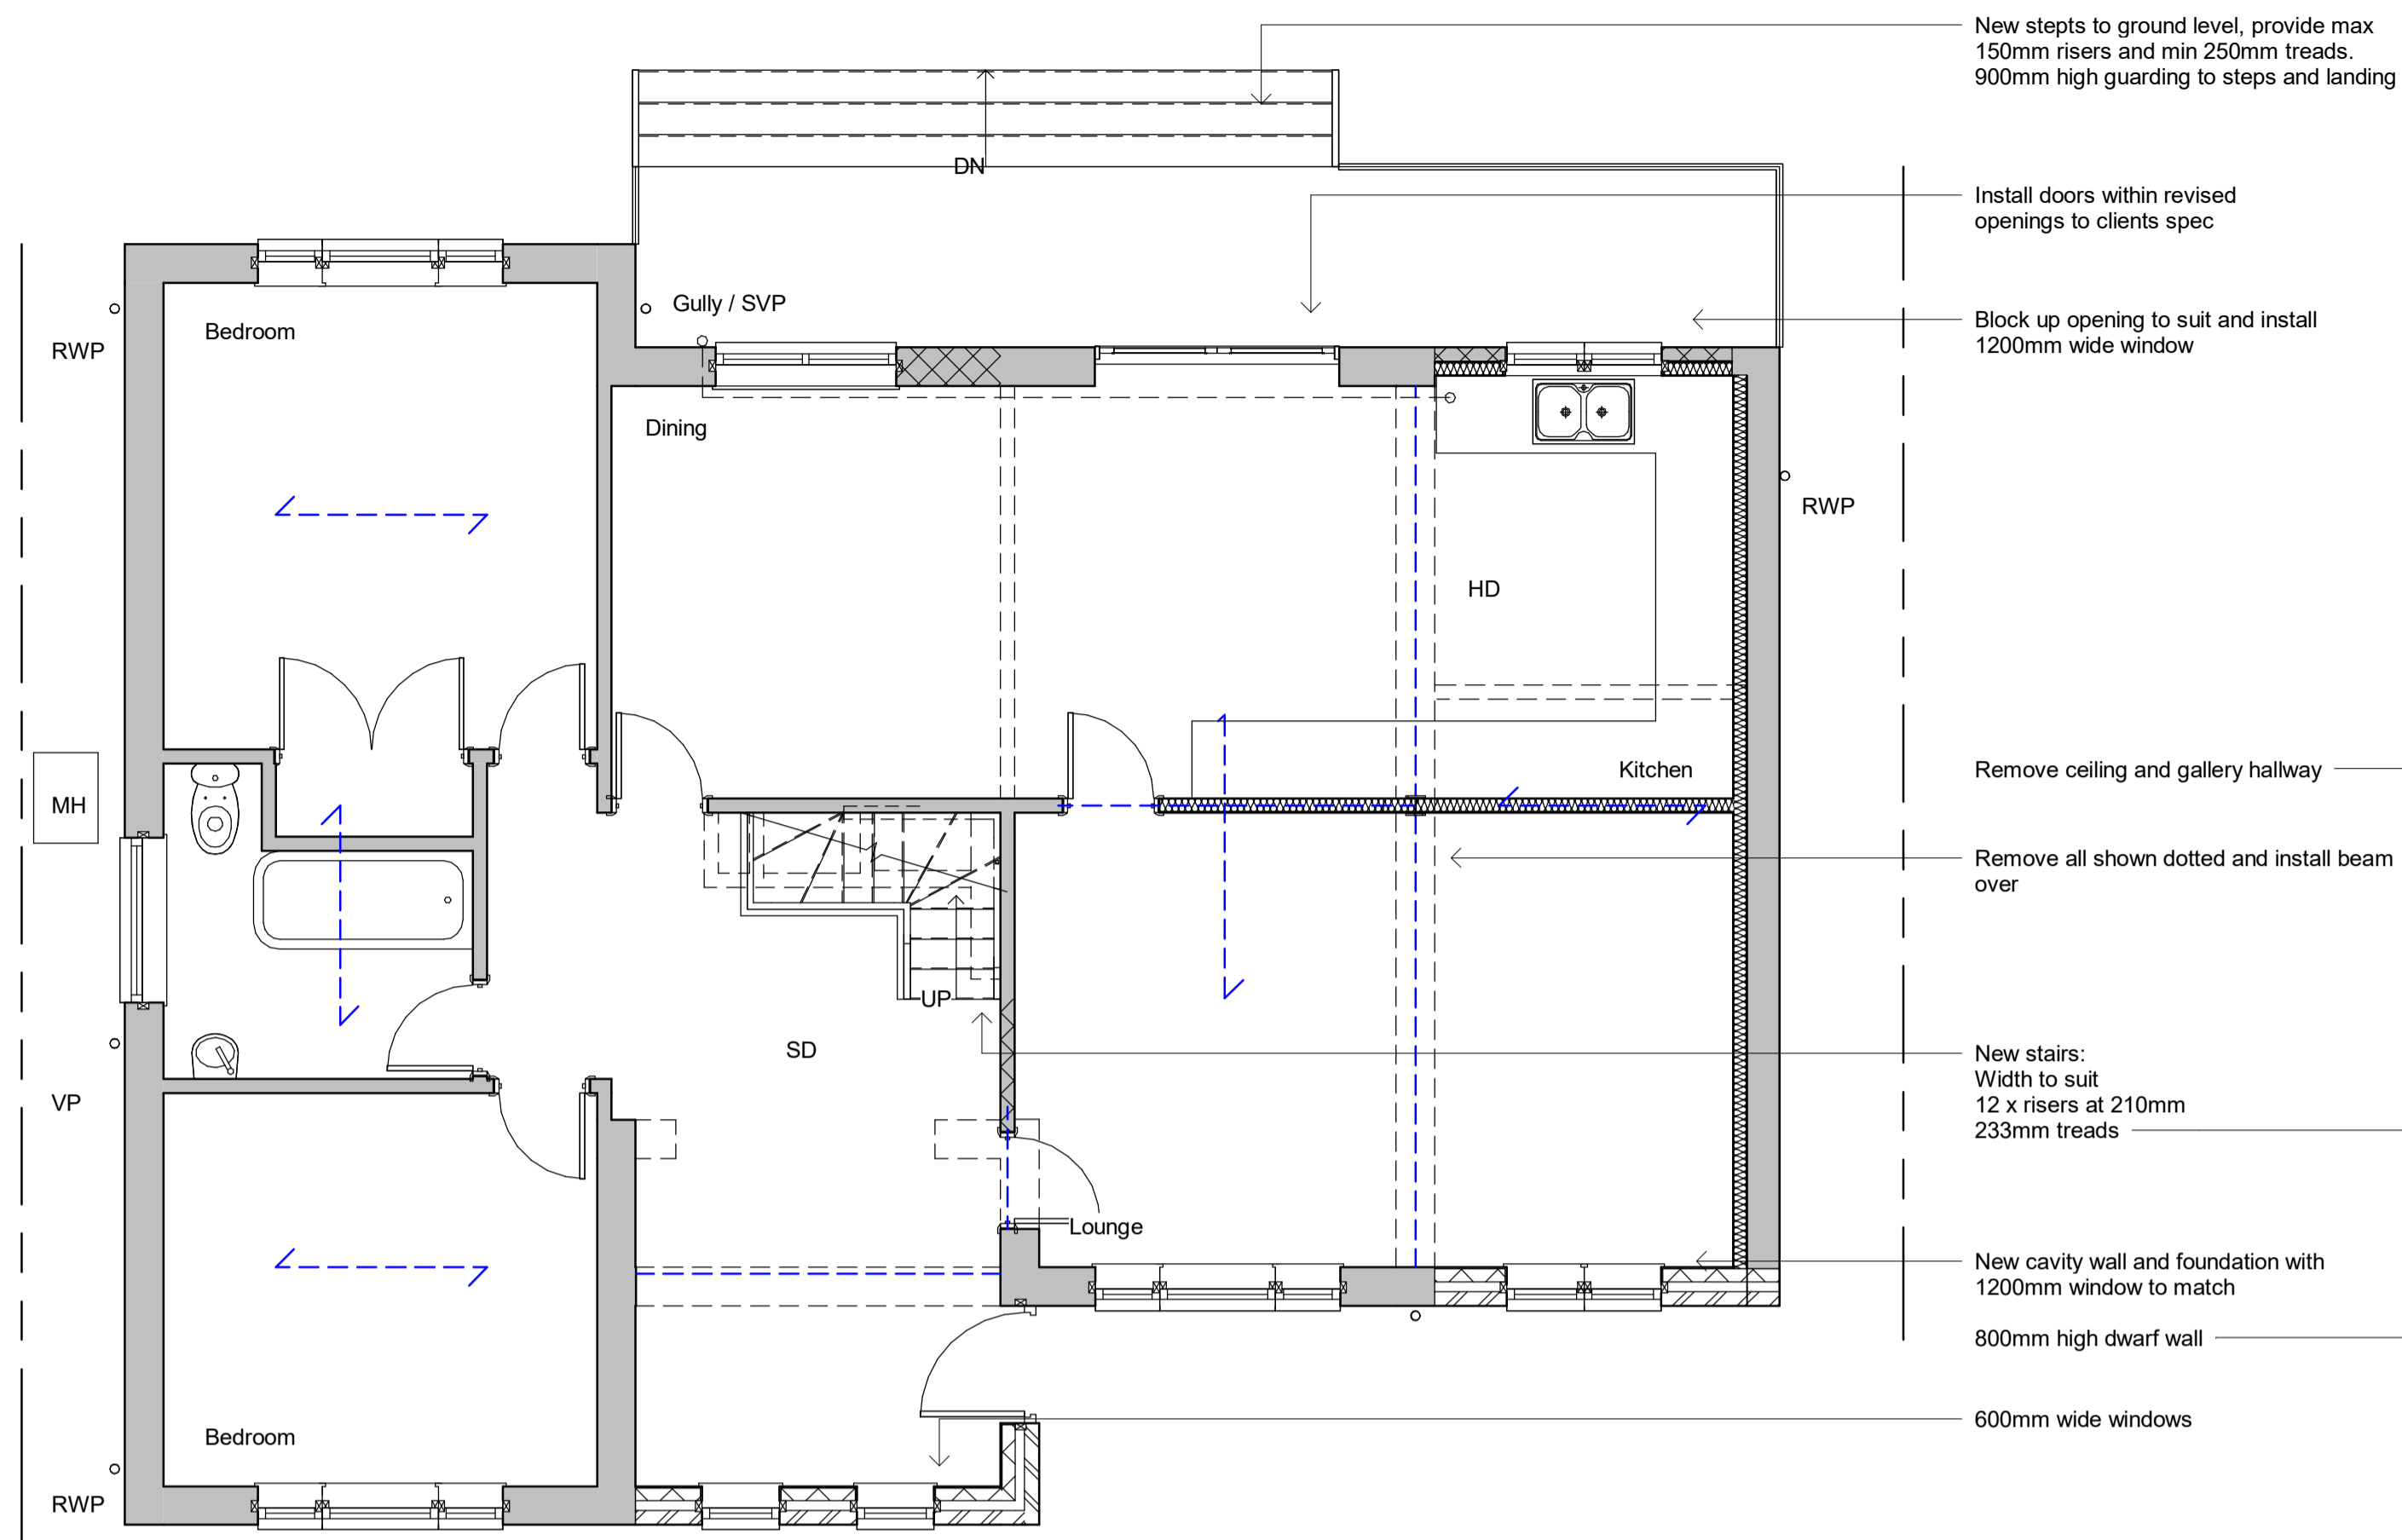 New stepts to ground level, provide max
150mm risers and min 250mm treads.
900mm high guarding to steps and landing
DN
Install doors within revised
openings to clients spec
Gully / SVP
Block up opening to suit and install
1200mm wide window
Bedroom
RWP
Dining
RWP
HD
Kitchen
Remove ceiling and gallery hallway
MH
Remove all shown dotted and install beam
over
UP
SD
New stairs:
Width to suit
12 x risers at 210mm
233mm treads
VP
Lounge
New cavity wall and foundation with
1200mm window to match
800mm high dwarf wall
600mm wide windows
Bedroom
RWP